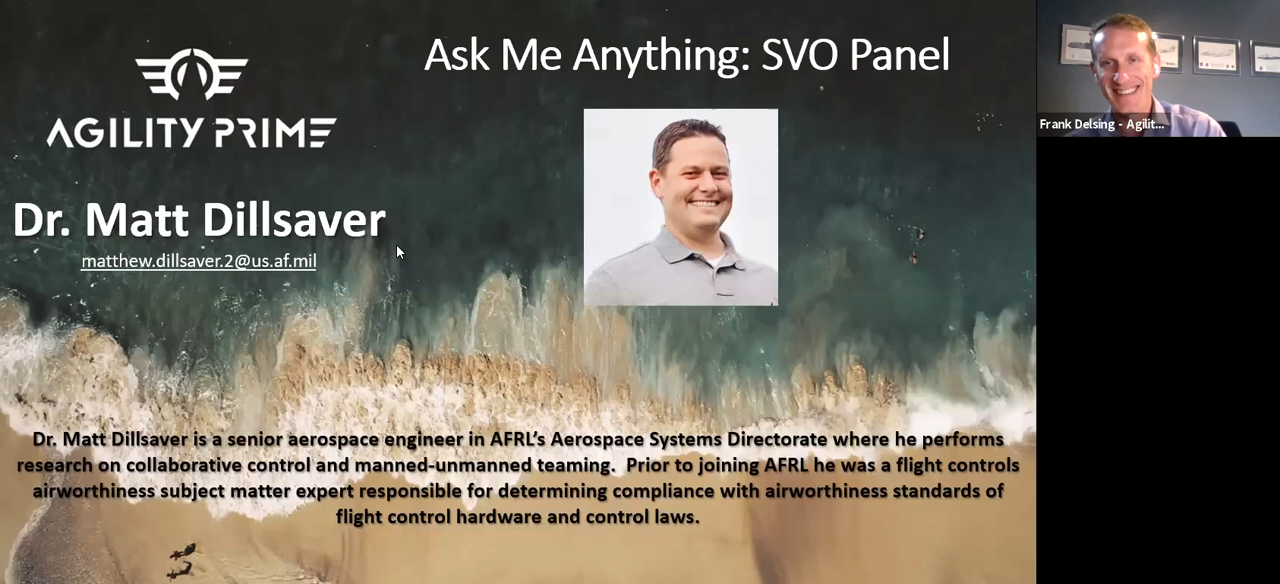 Ask Me Anything: SVO Panel
AGILITY PRIME
Dr. Matt Dillsaver
matthew.dillsaver.2@us.af.mil
Dr. Matt Dillsaver is a senior aerospace engineer in AFRL’s Aerospace Systems Directorate where he performs
research on collaborative control and manned-unmanned teaming.  Prior to joining AFRL he was a flight controls
airworthiness subject matter expert responsible for determining compliance with airworthiness standards of
flight control hardware and control laws.
Frank Delsing - Agilit...